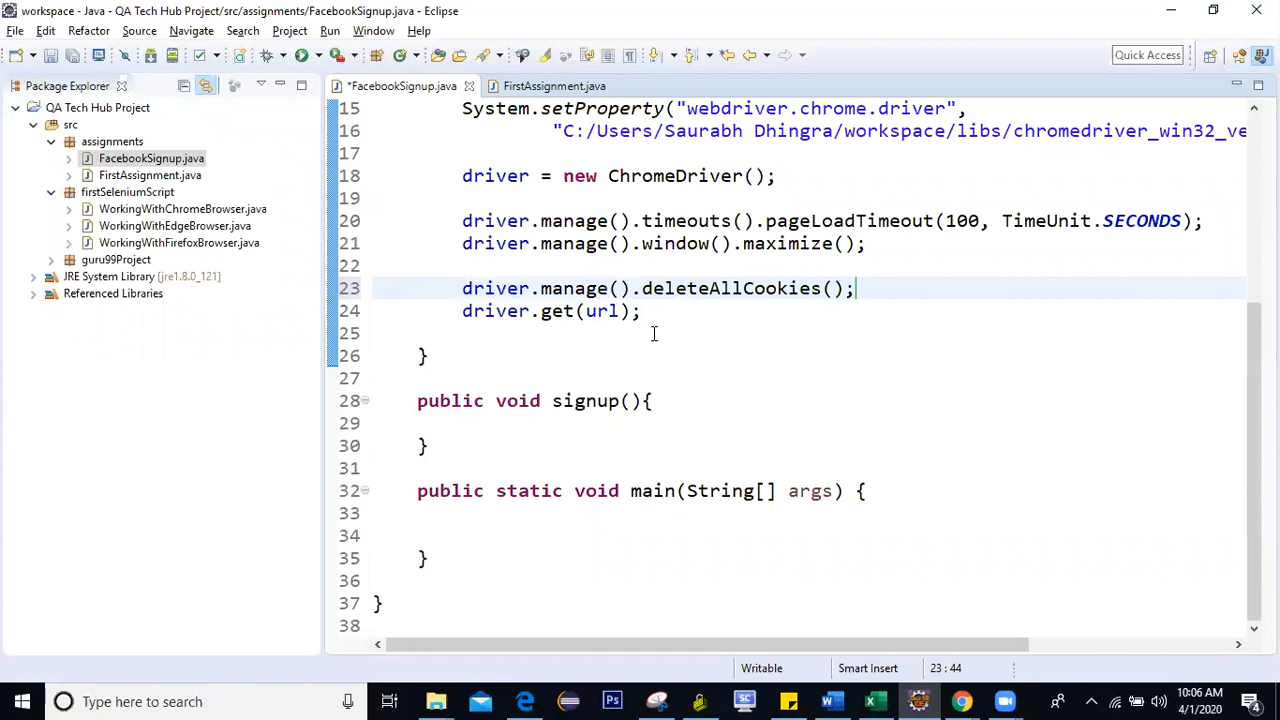 workspace - Java - QA Tech Hub Project/src/assignments/FacebookSignup.java - Eclipse
File Edit Refactor Source Navigate Search Project Run Window Help
Quick Access
Package Explorer
*FacebookSignup.java
FirstAssignment.java
QA Tech Hub Project
src
assignments
FacebookSignup.java
FirstAssignment.java
firstSeleniumScript
WorkingWithChromeBrowser.java
WorkingWithEdgeBrowser.java
WorkingWithFirefoxBrowser.java
guru99Project
JRE System Library [jre1.8.0_121]
Referenced Libraries
15 System.setProperty("webdriver.chrome.driver",
16 "C:/Users/Saurabh Dhingra/workspace/libs/chromedriver_win32_ve
17
18 driver = new ChromeDriver();
19
20 driver.manage().timeouts().pageLoadTimeout(100, TimeUnit.SECONDS);
21 driver.manage().window().maximize();
22
23 driver.manage().deleteAllCookies();
24 driver.get(url);
25
26 }
27
28 public void signup(){
29
30 }
31
32 public static void main(String[] args) {
33
34
35 }
36
37 }
38
Writable
Smart Insert
23 : 44
Type here to search
10:06 AM
4/1/2020